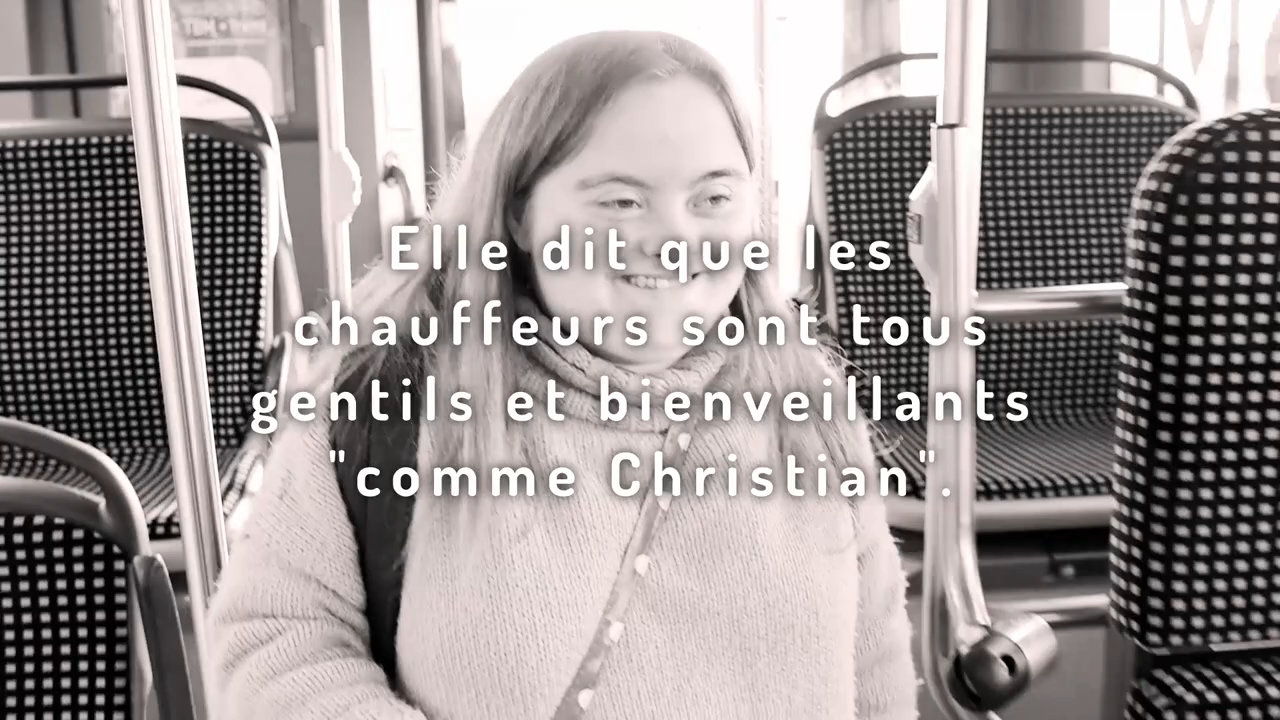 Elle dit que les
chauffeurs sont tous
gentils et bienveillants
"comme Christian".